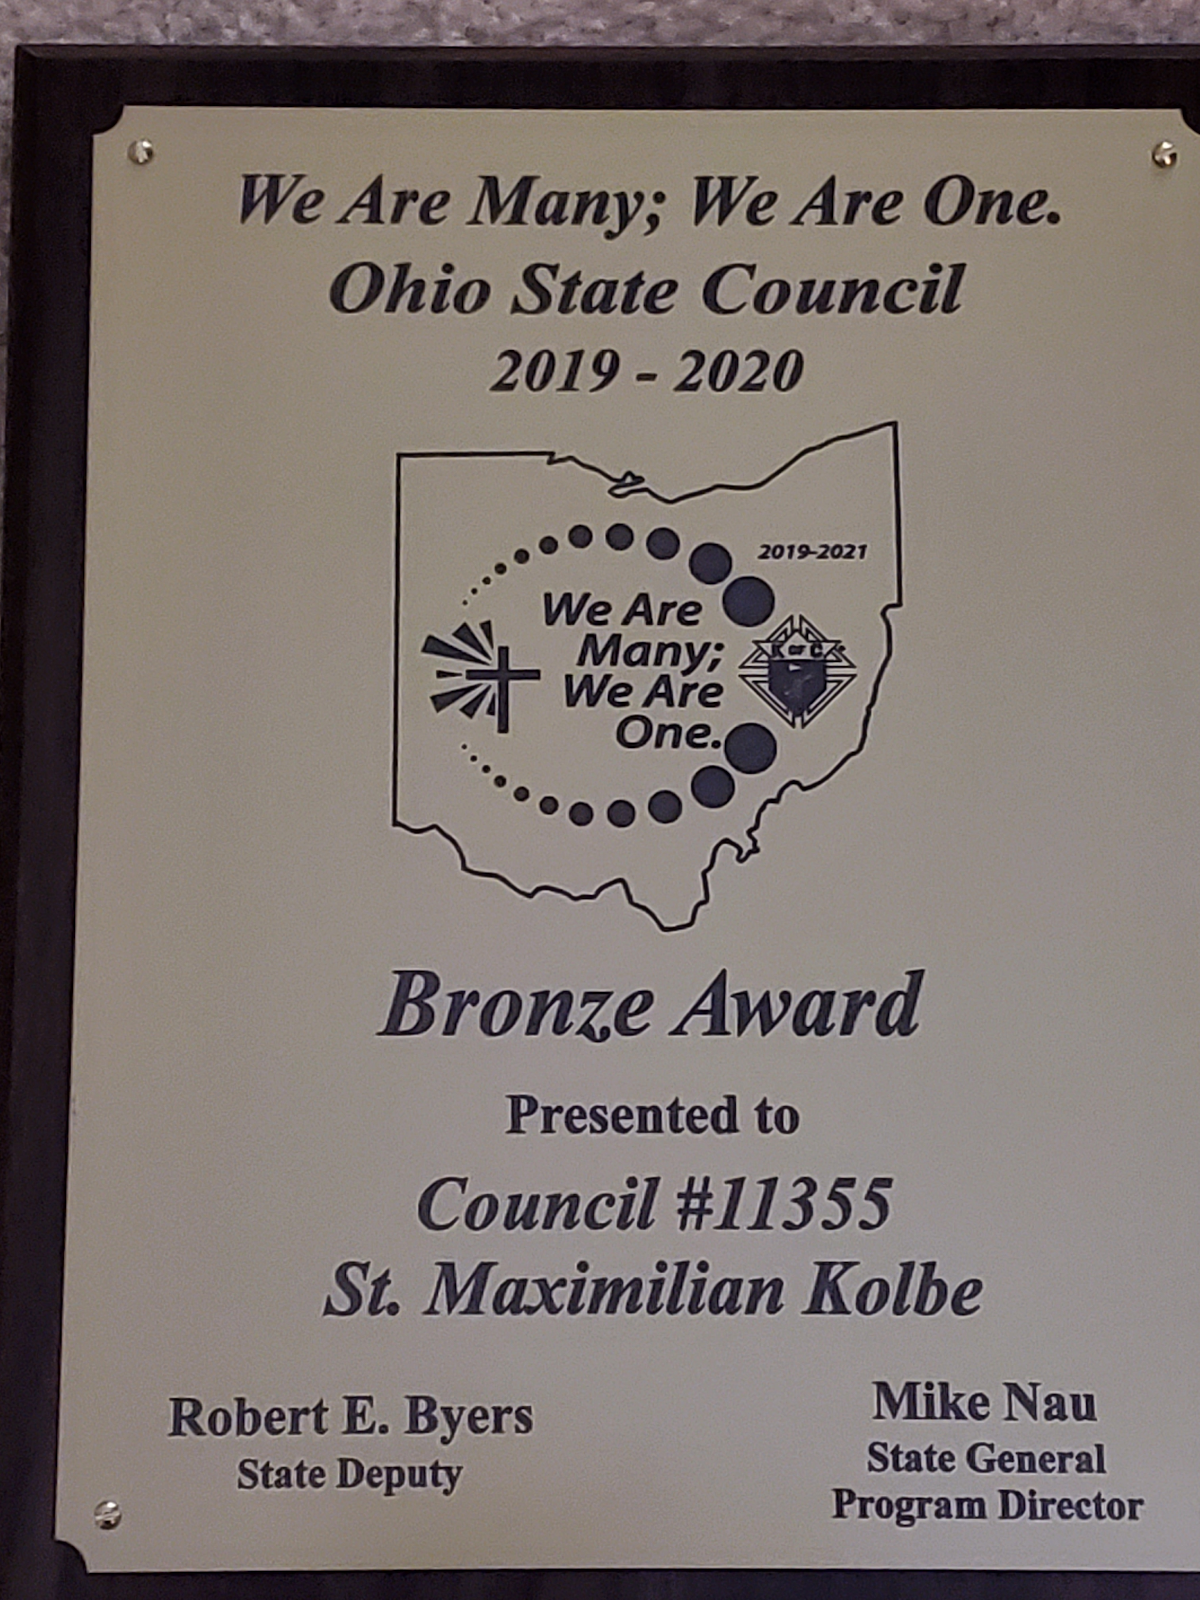 We Are Many; We Are One.
Ohio State Council
2019 - 2020
2019-2021
We Are
Many;
We Are
One.
K OF C
Bronze Award
Presented to
Council #11355
St. Maximilian Kolbe
Robert E. Byers
State Deputy
Mike Nau
State General
Program Director